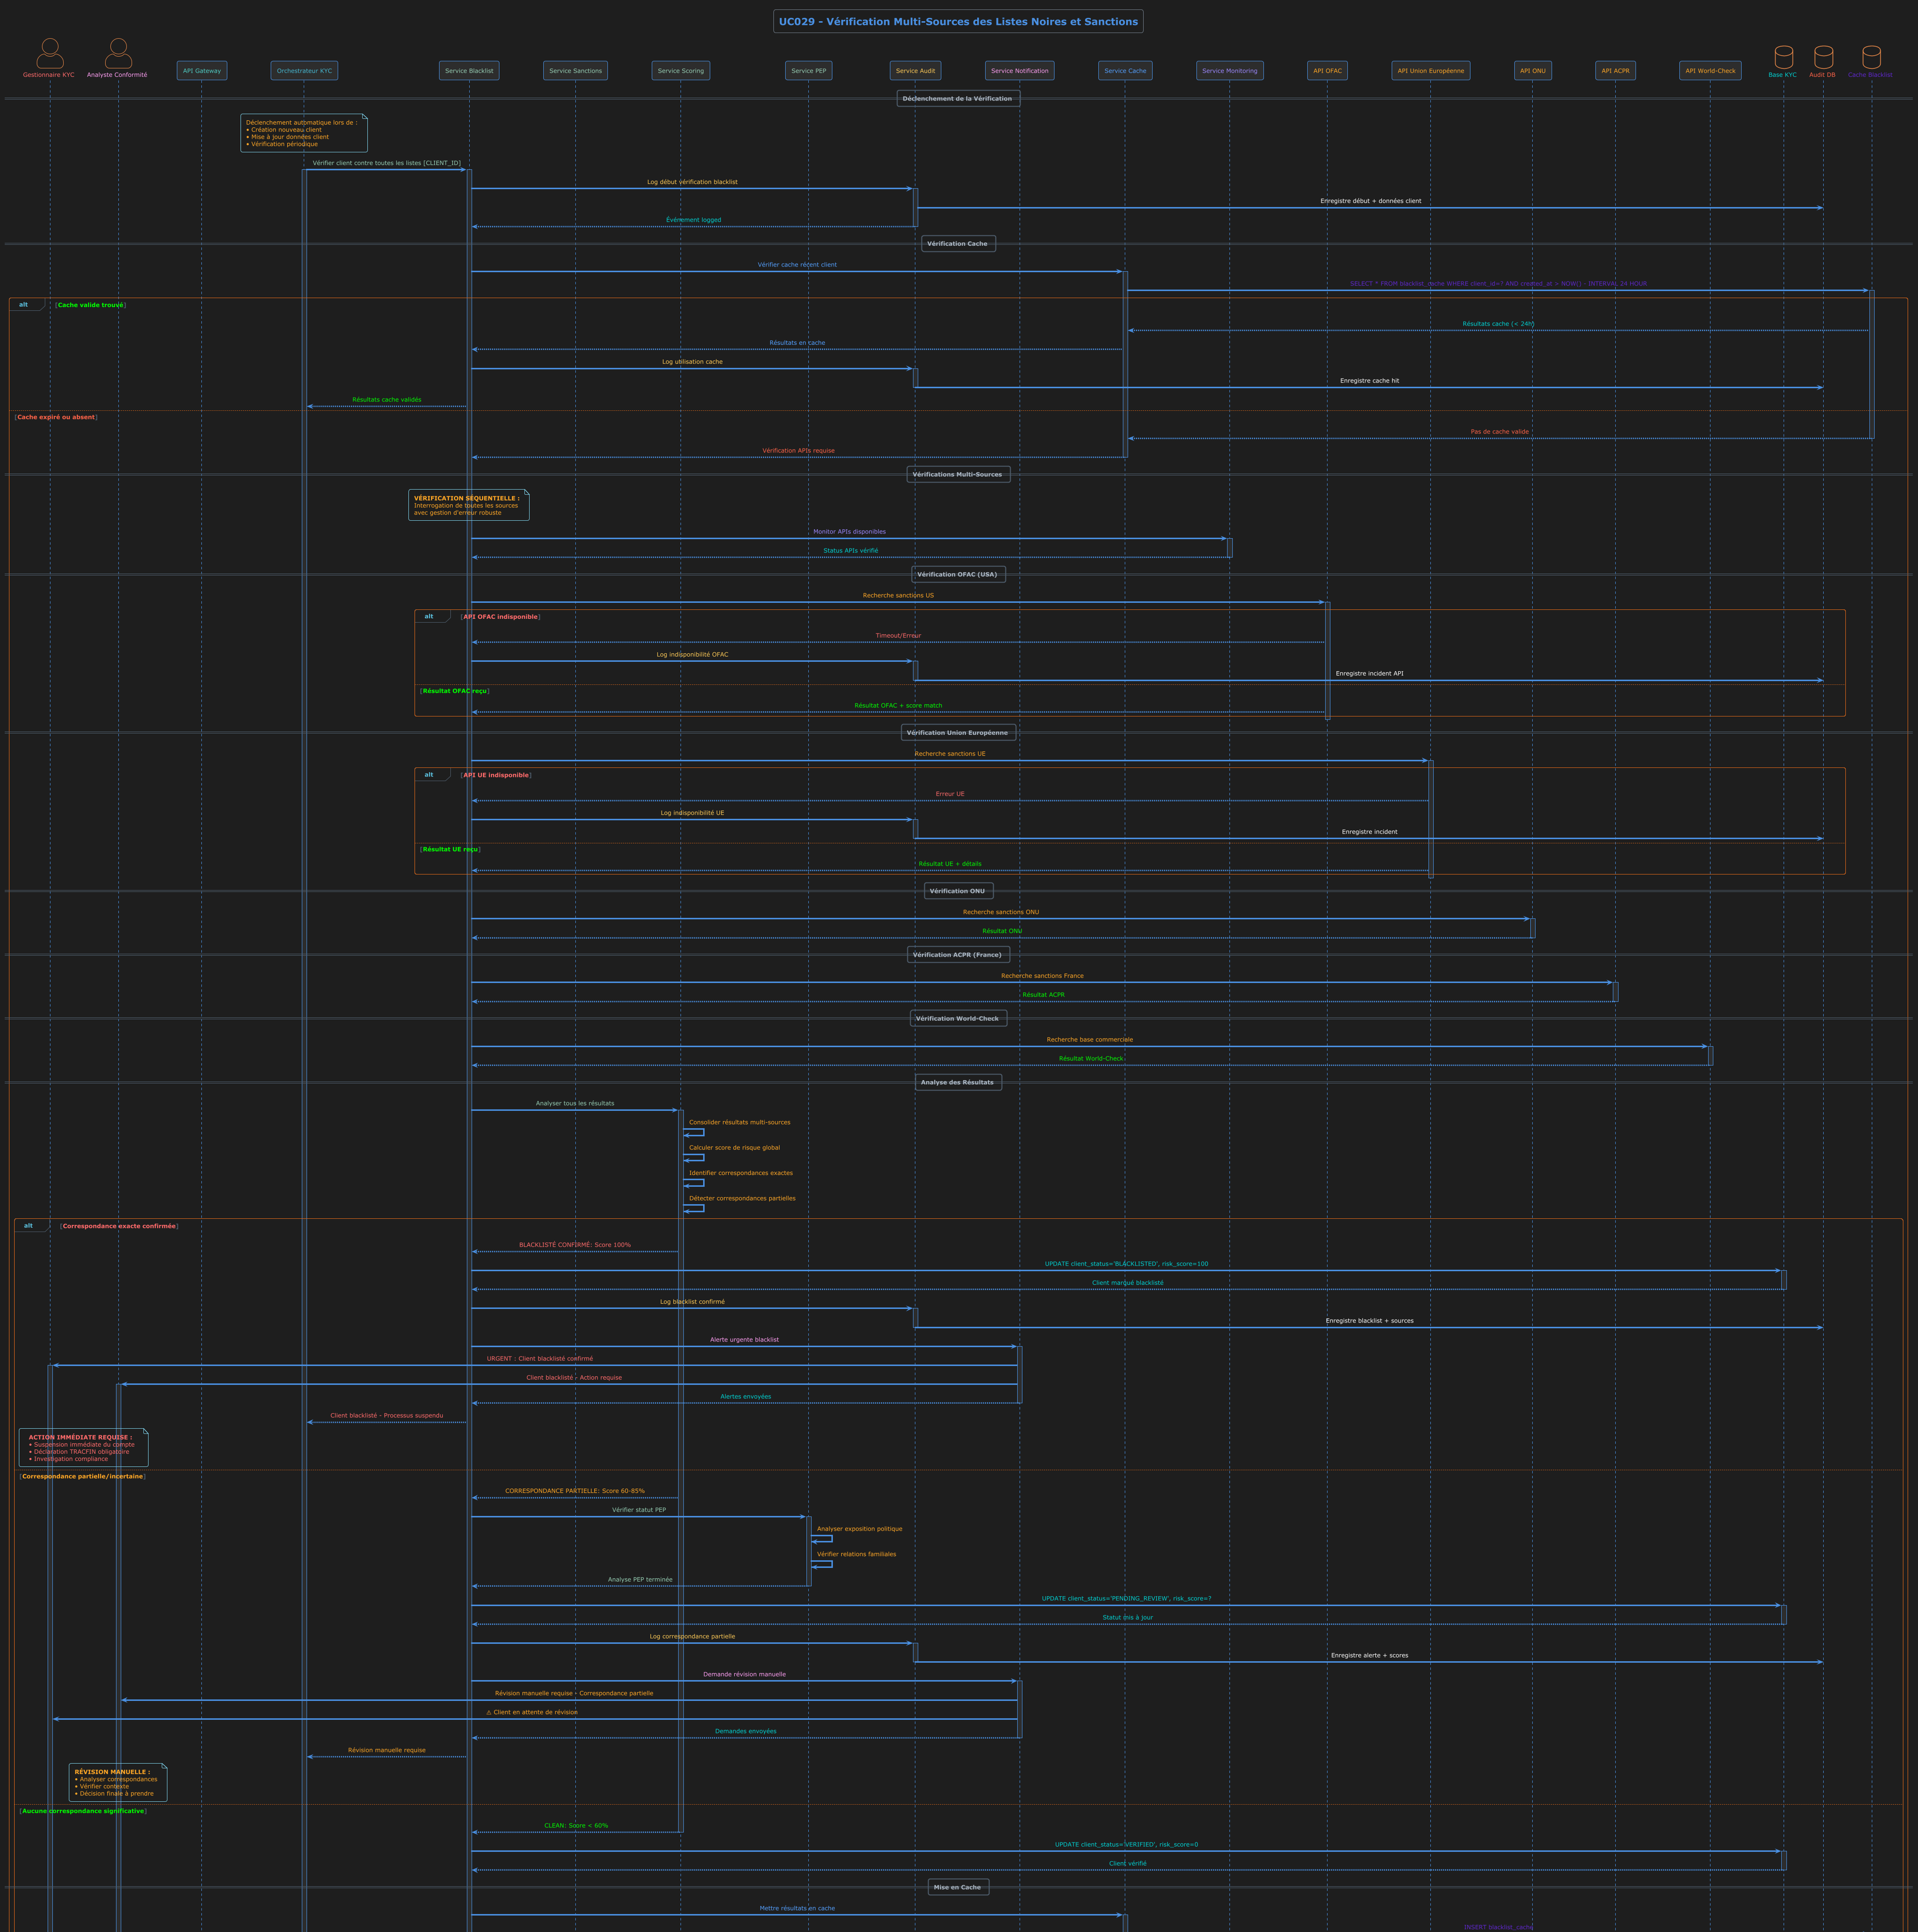 UC029 - Vérification Multi-Sources des Listes Noires et Sanctions
Gestionnaire KYC
Analyste Conformité
API Gateway
Orchestrateur KYC
Service Blacklist
Service Sanctions
Service Scoring
Service PEP
Service Audit
Service Notification
Service Cache
Service Monitoring
API OFAC
API Union Européenne
API ONU
API ACPR
API World-Check
Base KYC
Audit DB
Cache Blacklist
Déclenchement de la Vérification
Déclenchement automatique lors de :
• Création nouveau client
• Mise à jour données client
• Vérification périodique
Vérifier client contre toutes les listes [CLIENT_ID]
Log début vérification blacklist
Enregistre début + données client
Événement logged
Vérification Cache
Vérifier cache récent client
SELECT * FROM blacklist_cache WHERE client_id=? AND created_at > NOW() - INTERVAL 24 HOUR
alt
[Cache valide trouvé]
Résultats cache (< 24h)
Résultats en cache
Log utilisation cache
Enregistre cache hit
Résultats cache validés
[Cache expiré ou absent]
Pas de cache valide
Vérification APIs requise
Vérifications Multi-Sources
VÉRIFICATION SÉQUENTIELLE :
Interrogation de toutes les sources
avec gestion d'erreur robuste
Monitor APIs disponibles
Status APIs vérifié
Vérification OFAC (USA)
Recherche sanctions US
alt
[API OFAC indisponible]
Timeout/Erreur
Log indisponibilité OFAC
Enregistre incident API
[Résultat OFAC reçu]
Résultat OFAC + score match
Vérification Union Européenne
Recherche sanctions UE
alt
[API UE indisponible]
Erreur UE
Log indisponibilité UE
Enregistre incident
[Résultat UE reçu]
Résultat UE + détails
Vérification ONU
Recherche sanctions ONU
Résultat ONU
Vérification ACPR (France)
Recherche sanctions France
Résultat ACPR
Vérification World-Check
Recherche base commerciale
Résultat World-Check
Analyse des Résultats
Analyser tous les résultats
Consolider résultats multi-sources
Calculer score de risque global
Identifier correspondances exactes
Détecter correspondances partielles
alt
[Correspondance exacte confirmée]
BLACKLISTÉ CONFIRMÉ: Score 100%
UPDATE client_status='BLACKLISTED', risk_score=100
Client marqué blacklisté
Log blacklist confirmé
Enregistre blacklist + sources
Alerte urgente blacklist
URGENT : Client blacklisté confirmé
Client blacklisté - Action requise
Alertes envoyées
Client blacklisté - Processus suspendu
ACTION IMMÉDIATE REQUISE :
• Suspension immédiate du compte
• Déclaration TRACFIN obligatoire
• Investigation compliance
[Correspondance partielle/incertaine]
CORRESPONDANCE PARTIELLE: Score 60-85%
Vérifier statut PEP
Analyser exposition politique
Vérifier relations familiales
Analyse PEP terminée
UPDATE client_status='PENDING_REVIEW', risk_score=?
Statut mis à jour
Log correspondance partielle
Enregistre alerte + scores
Demande révision manuelle
Révision manuelle requise - Correspondance partielle
⚠ Client en attente de révision
Demandes envoyées
Révision manuelle requise
RÉVISION MANUELLE :
• Analyser correspondances
• Vérifier contexte
• Décision finale à prendre
[Aucune correspondance significative]
CLEAN: Score < 60%
UPDATE client_status='VERIFIED', risk_score=0
Client vérifié
Mise en Cache
Mettre résultats en cache
INSERT blacklist_cache